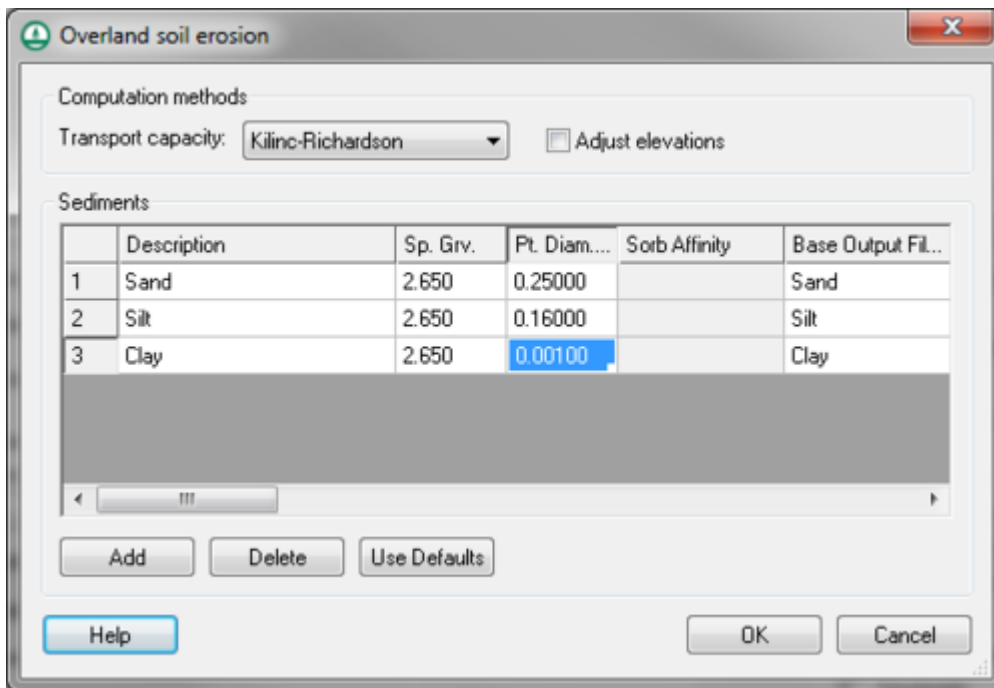 Overland soil erosion
Computation methods
Transport capacity: Kilinc-Richardson Adjust elevations
Sediments
Description Sp. Grv. Pt. Diam.... Sorb Affinity Base Output Fil...
1 Sand 2.650 0.25000 Sand
2 Silt 2.650 0.16000 Silt
3 Clay 2.650 0.00100 Clay
Add Delete Use Defaults
Help OK Cancel